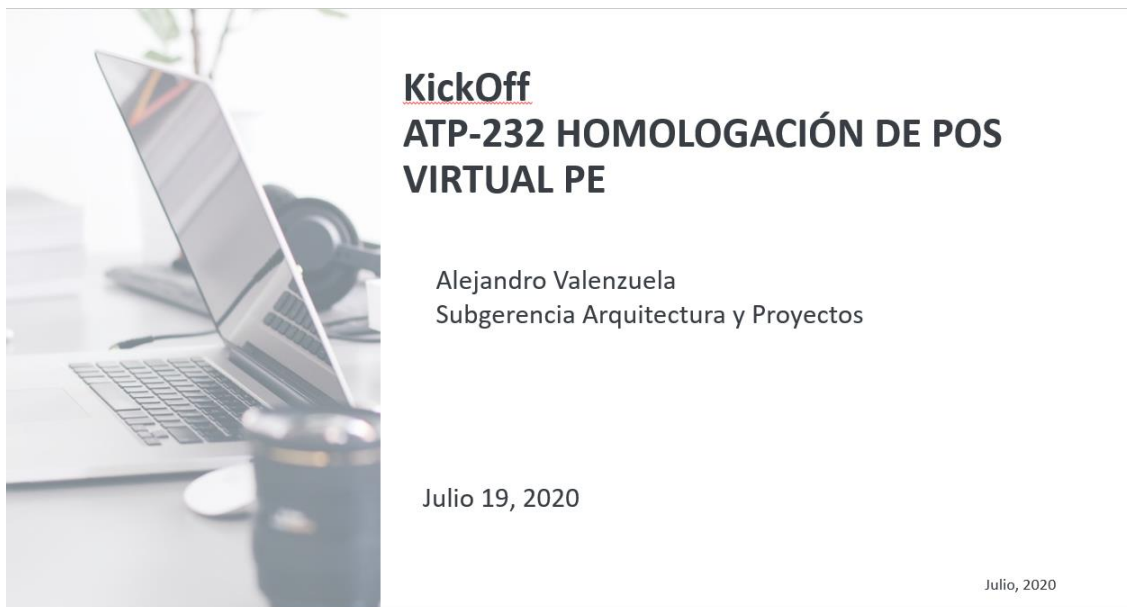 KickOff
ATP-232 HOMOLOGACIÓN DE POS
VIRTUAL PE
Alejandro Valenzuela
Subgerencia Arquitectura y Proyectos
Julio 19, 2020
Julio, 2020